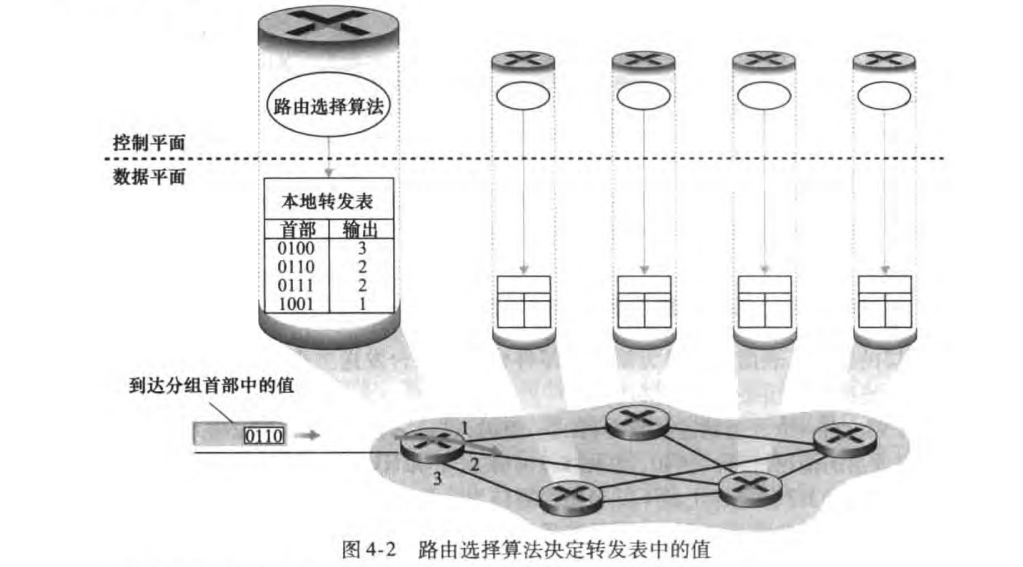 路由选择算法
控制平面
数据平面
本地转发表
首部 输出
0100 3
0110 2
0111 2
1001 1
到达分组首部中的值
0110
1
2
3
图4-2 路由选择算法决定转发表中的值